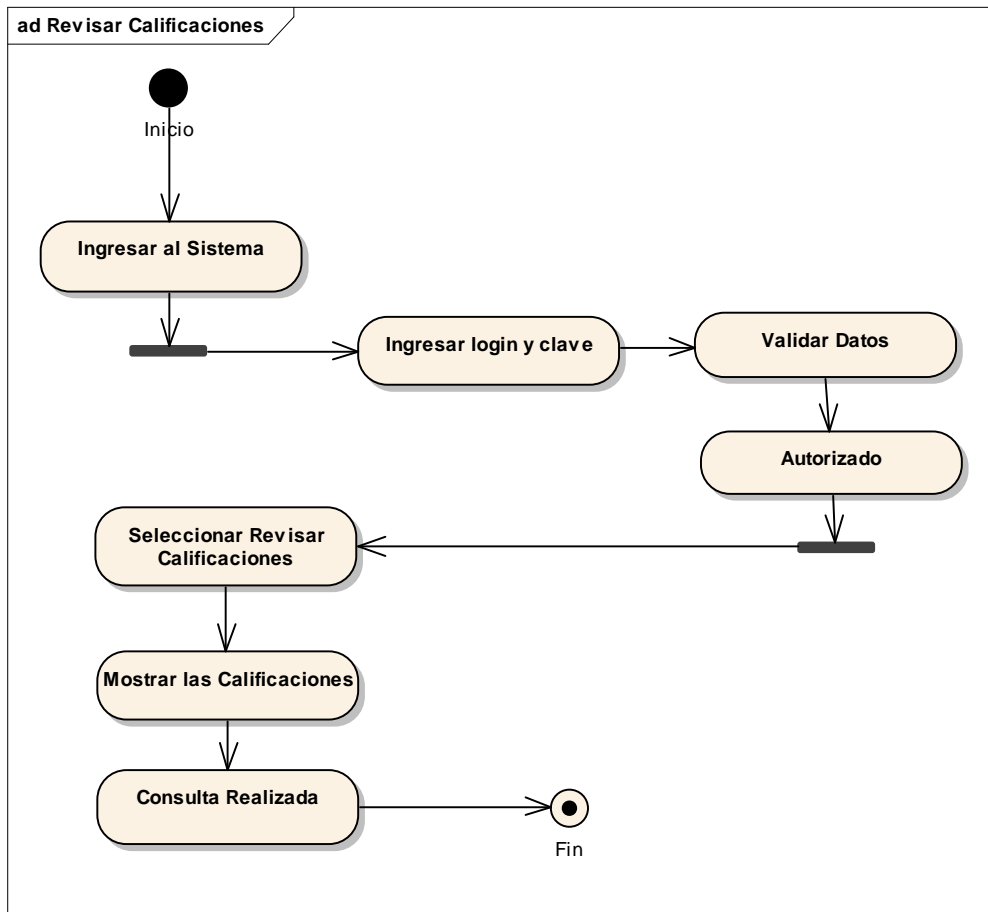 ad Revisar Calificaciones
Inicio
Ingresar al Sistema
Ingresar login y clave
Validar Datos
Autorizado
Seleccionar Revisar
Calificaciones
Mostrar las Calificaciones
Consulta Realizada
Fin